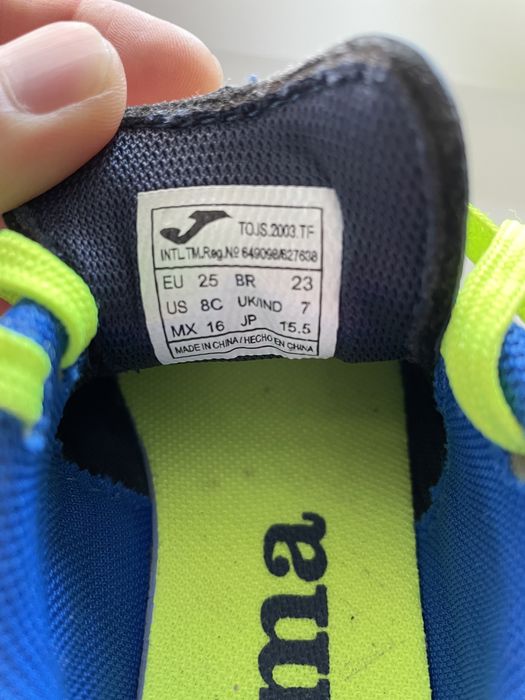 TOJS.2003.TF
INTL.TM.Reg.Nº 649098/827638
EU 25 BR 23
US 8C UK/IND 7
MX 16 JP 15.5
MADE IN CHINA / HECHO EN CHINA
ma